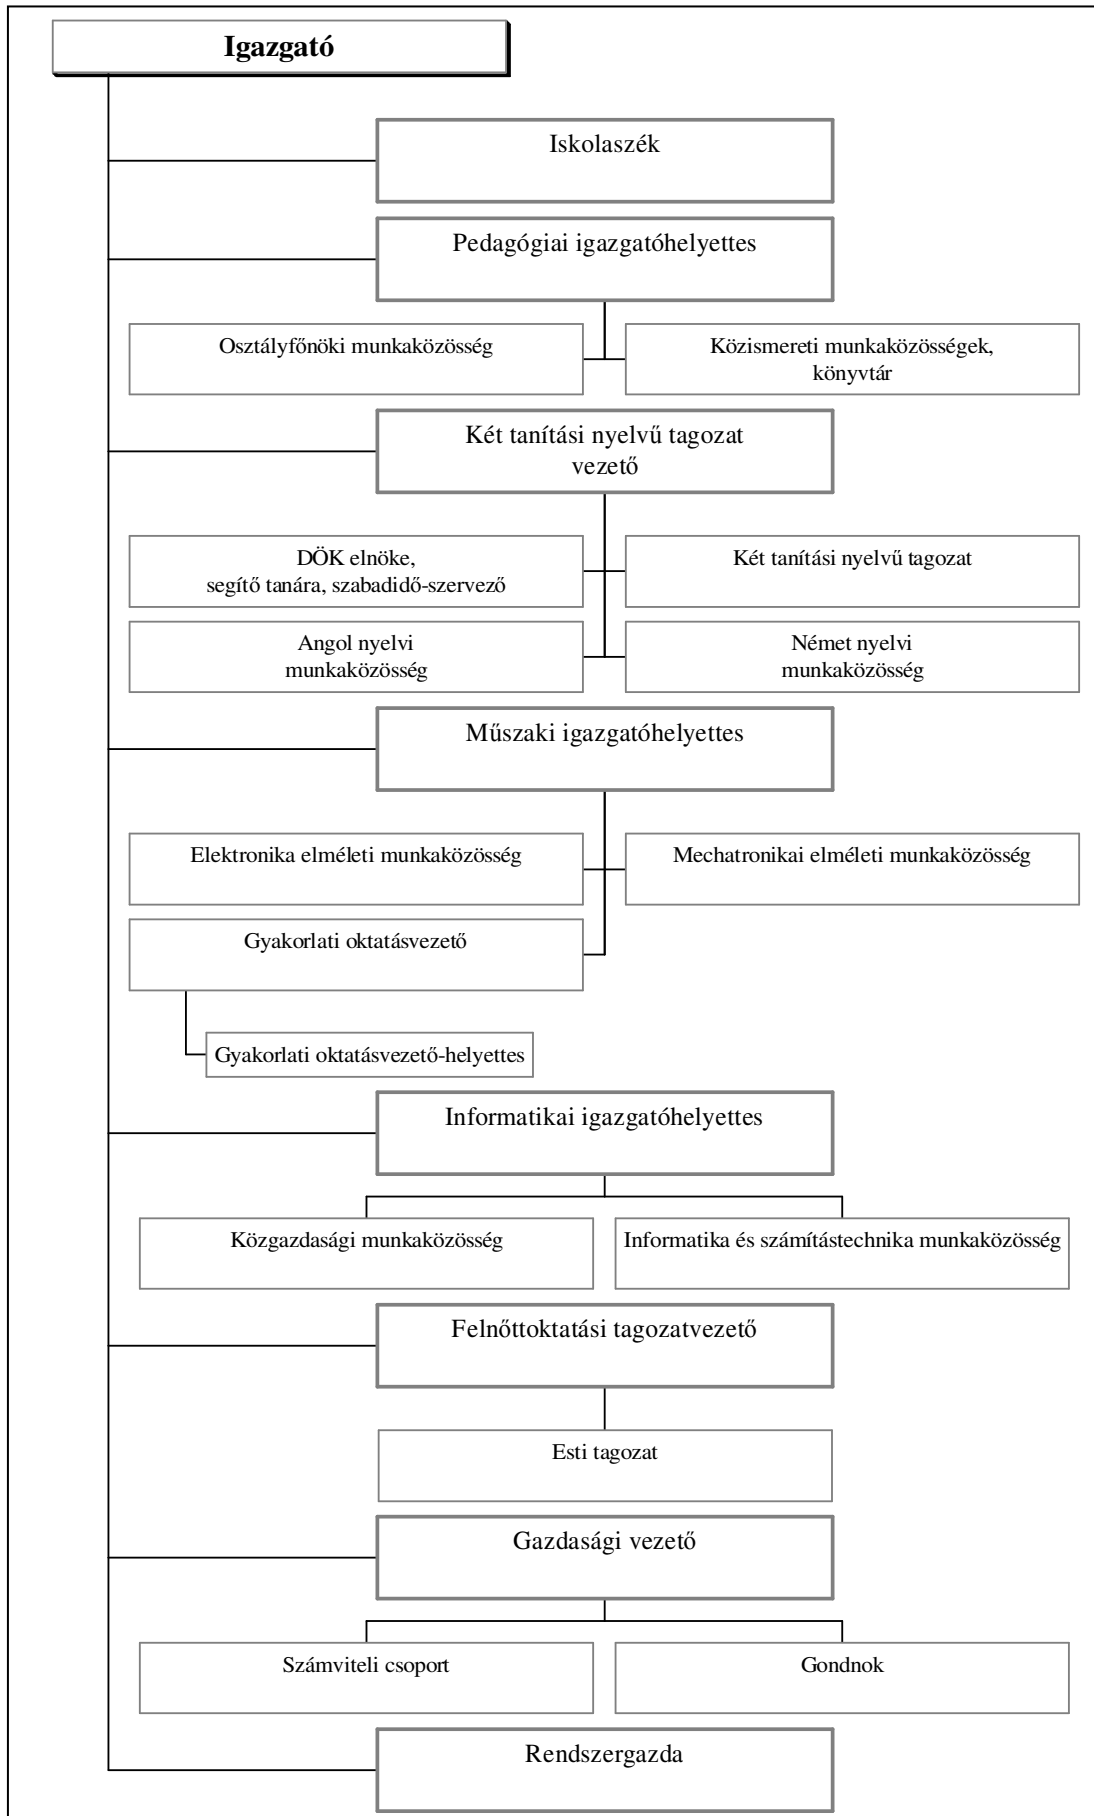 Igazgató
Iskolaszék
Pedagógiai igazgatóhelyettes
Osztályfőnöki munkaközösség
Közismereti munkaközösségek,
könyvtár
Két tanítási nyelvű tagozat
vezető
DÖK elnöke,
segítő tanára, szabadidő-szervező
Két tanítási nyelvű tagozat
Angol nyelvi
munkaközösség
Német nyelvi
munkaközösség
Műszaki igazgatóhelyettes
Elektronika elméleti munkaközösség
Mechatronikai elméleti munkaközösség
Gyakorlati oktatásvezető
Gyakorlati oktatásvezető-helyettes
Informatikai igazgatóhelyettes
Közgazdasági munkaközösség
Informatika és számítástechnika munkaközösség
Felnőttoktatási tagozatvezető
Esti tagozat
Gazdasági vezető
Számviteli csoport
Gondnok
Rendszergazda